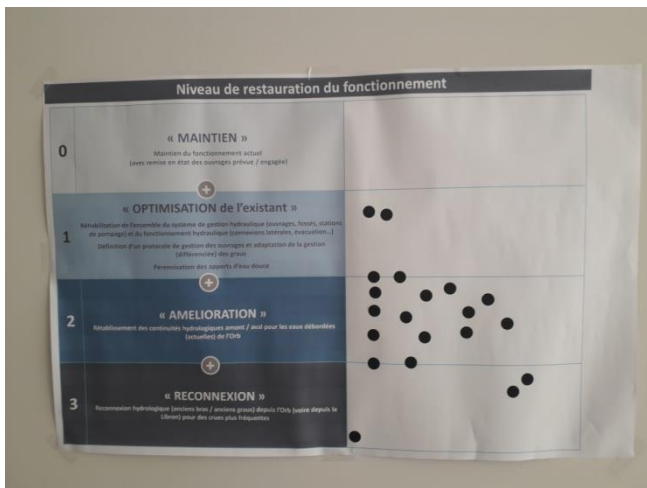 Niveau de restauration du fonctionnement
0
« MAINTIEN »
Maintien du fonctionnement actuel
(avec remise en état des ouvrages prévue / engagée)
+
1
« OPTIMISATION de l'existant »
Réhabilitation de l'ensemble du système de gestion hydraulique (ouvrages, fossés, stations
de pompage) et du fonctionnement hydraulique (connexions latérales, évacuation...)
Définition d'un protocole de gestion des ouvrages et adaptation de la gestion
(différenciée) des graus
Pérennisation des apports d'eau douce
+
2
« AMELIORATION »
Rétablissement des continuités hydrologiques amont / aval pour les eaux débordées
(actuelles) de l'Orb
+
3
« RECONNEXION »
Reconnexion hydrologique (anciens bras / anciens graus) depuis l'Orb (voire depuis le
Libron) pour des crues plus fréquentes